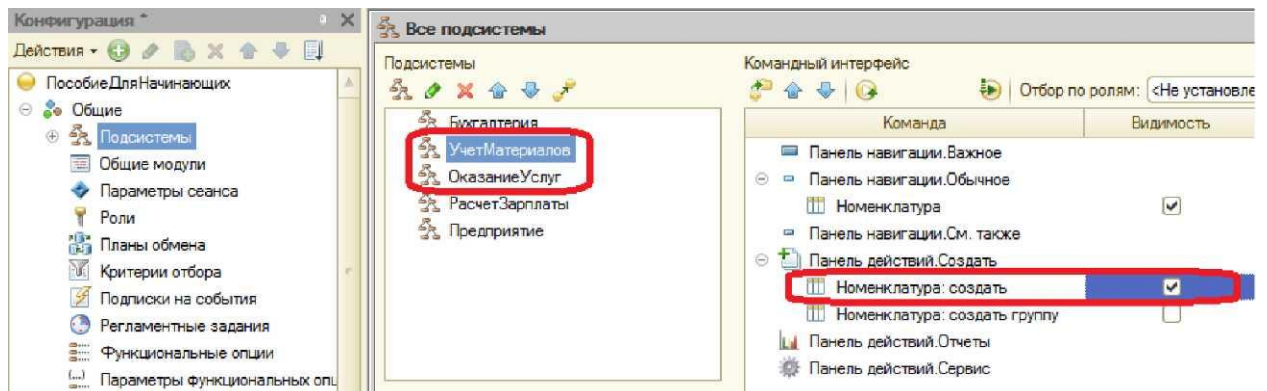 Конфигурация *
Действия
ПособиеДляНачинающих
Общие
Подсистемы
Общие модули
Параметры сеанса
Роли
Планы обмена
Критерии отбора
Подписки на события
Регламентные задания
Функциональные опции
Параметры функциональных опц
Все подсистемы
Подсистемы
Бухгалтерия
УчетМатериалов
ОказаниеУслуг
РасчетЗарплаты
Предприятие
Командный интерфейс
Отбор по ролям: <Не установле
Команда Видимость
Панель навигации.Важное
Панель навигации.Обычное
Номенклатура
Панель навигации.См. также
Панель действий.Создать
Номенклатура: создать
Номенклатура: создать группу
Панель действий.Отчеты
Панель действий.Сервис